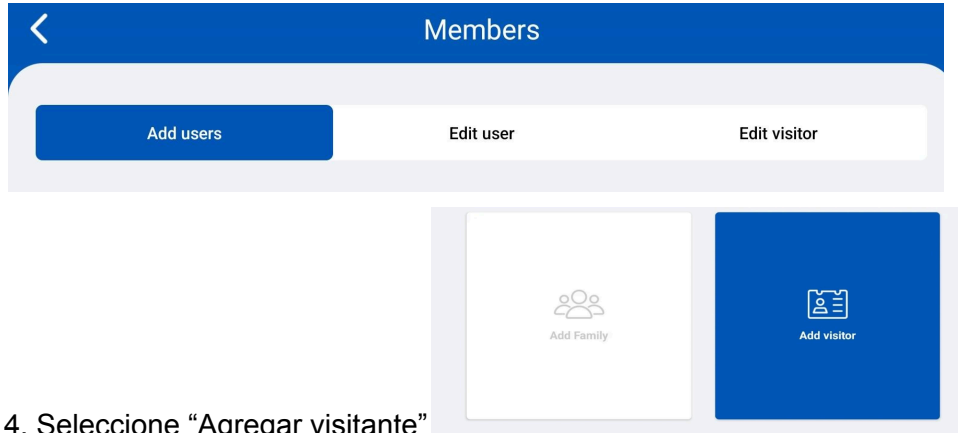 Members
Add users Edit user Edit visitor
Add Family Add visitor
4. Seleccione “Agregar visitante”